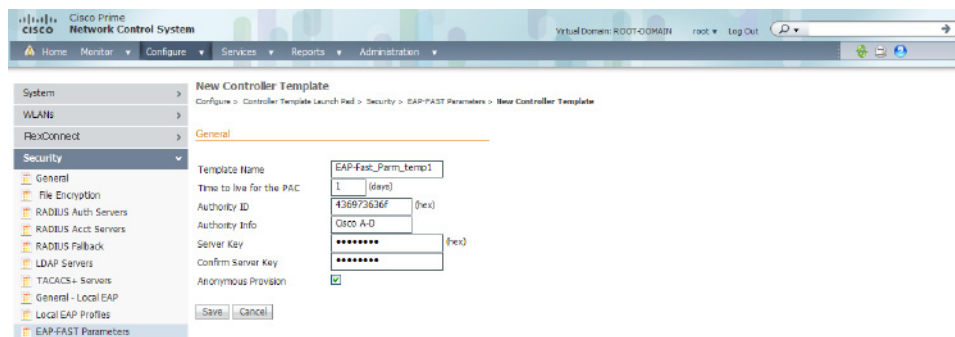 Cisco Prime
CISCO Network Control System
Virtual Domain: ROOT-DOMAIN root Log Out
Home Monitor Configure Services Reports Administration
System
WLANs
FlexConnect
Security
General
File Encryption
RADIUS Auth Servers
RADIUS Acct Servers
RADIUS Fallback
LDAP Servers
TACACS+ Servers
General - Local EAP
Local EAP Profiles
EAP-FAST Parameters
New Controller Template
Configure > Controller Template Launch Pad > Security > EAP-FAST Parameters > New Controller Template
General
Template Name EAP-Fast_Parm_temp1
Time to live for the PAC 1 (days)
Authority ID 436973636f (hex)
Authority Info Cisco A-D
Server Key •••••••• (hex)
Confirm Server Key ••••••••
Anonymous Provision
Save Cancel